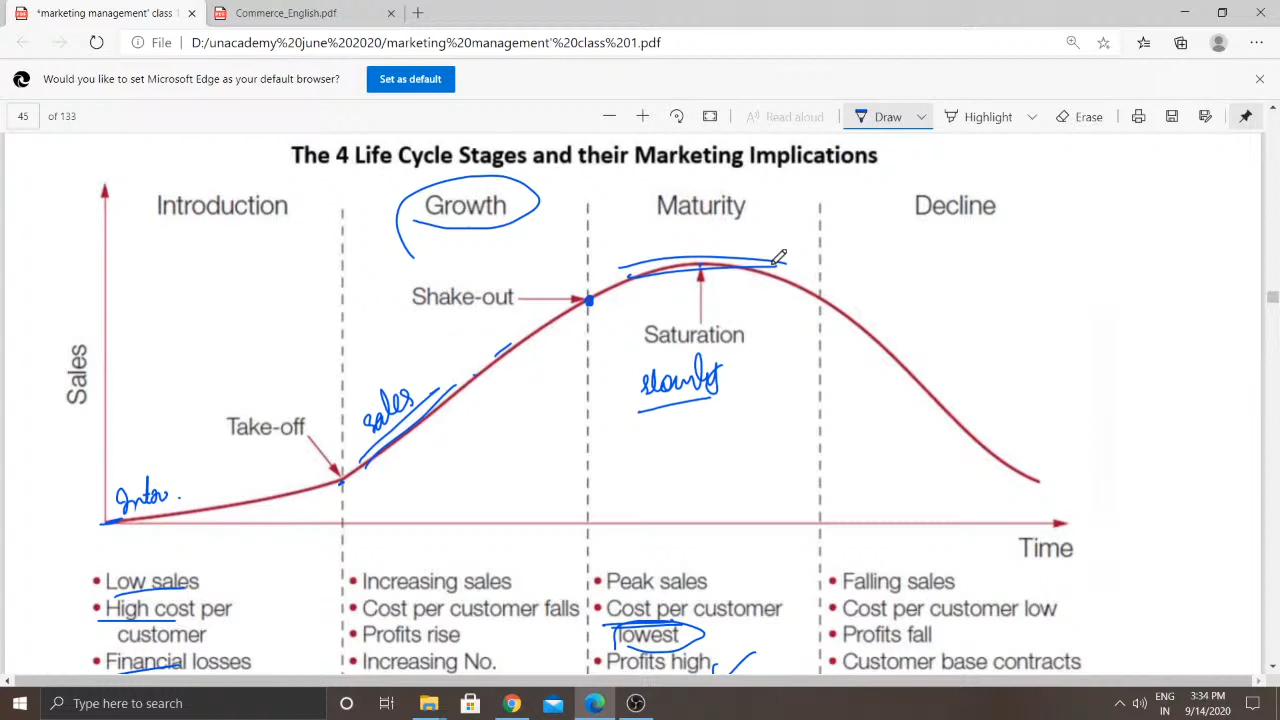 *marketing management' class 1
Commerce_English.pdf
File
D:/unacademy%20june%202020/marketing%20management'%20class%201.pdf
Would you like to set Microsoft Edge as your default browser?
Set as default
45
of 133
Read aloud
Draw
Highlight
Erase
The 4 Life Cycle Stages and their Marketing Implications
Introduction
Growth
Maturity
Decline
Shake-out
Saturation
Sales
slowly
sales
Take-off
Intro.
Time
• Low sales
• High cost per
customer
• Financial losses
• Increasing sales
• Cost per customer falls
• Profits rise
• Increasing No.
• Peak sales
• Cost per customer
lowest
• Profits high
• Falling sales
• Cost per customer low
• Profits fall
• Customer base contracts
Type here to search
ENG
IN
3:34 PM
9/14/2020